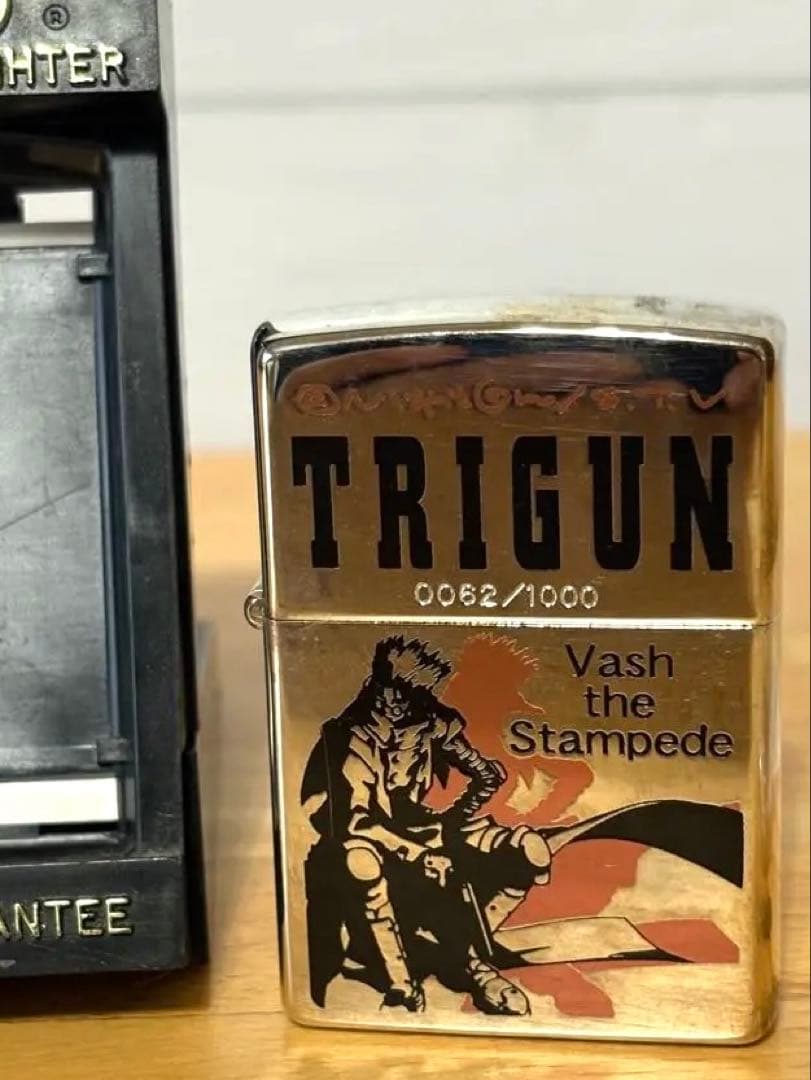 ®
HTER
ANTEE
TRIGUN
0062/1000
Vash
the
Stampede